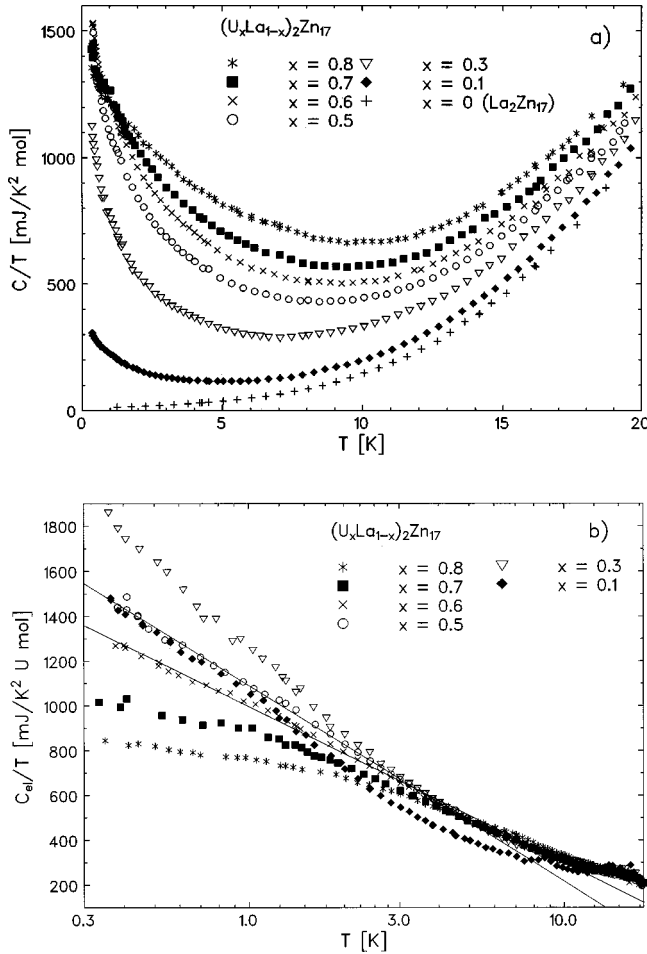 1500
1000
500
0
C/T [mJ/K² mol]
(UₓLa₁₋ₓ)₂Zn₁₇
a)
x = 0.8
x = 0.7
x = 0.6
x = 0.5
x = 0.3
x = 0.1
x = 0 (La₂Zn₁₇)
0 5 10 15 20
T [K]
1800
1600
1400
1200
1000
800
600
400
200
Cₑₗ/T [mJ/K² U mol]
(UₓLa₁₋ₓ)₂Zn₁₇
b)
x = 0.8
x = 0.7
x = 0.6
x = 0.5
x = 0.3
x = 0.1
0.3 1.0 3.0 10.0
T [K]